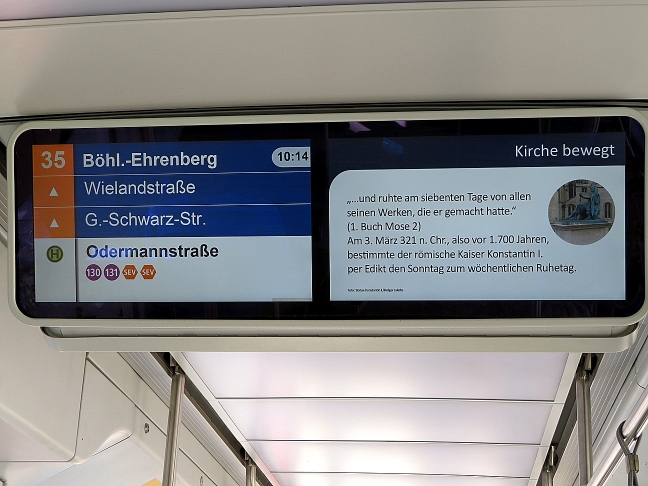 35 Böhl.-Ehrenberg 10:14
Wielandstraße
G.-Schwarz-Str.
H Odermannstraße
130 131 SEV SEV
Kirche bewegt
„...und ruhte am siebenten Tage von allen
seinen Werken, die er gemacht hatte.“
(1. Buch Mose 2)
Am 3. März 321 n. Chr., also vor 1.700 Jahren,
bestimmte der römische Kaiser Konstantin I.
per Edikt den Sonntag zum wöchentlichen Ruhetag.